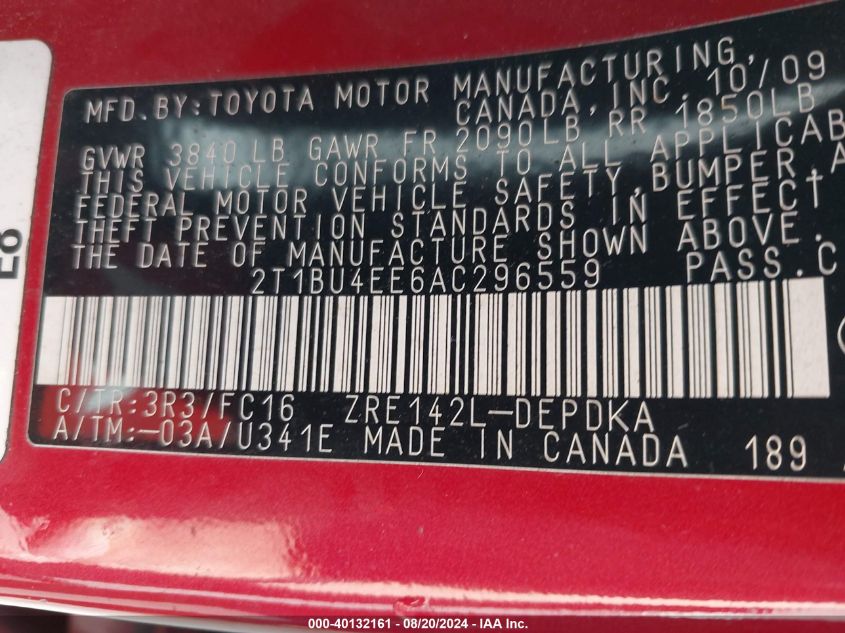 MFD.BY:TOYOTA MOTOR MANUFACTURING,
CANADA, INC. 10/09
GVWR 3840 LB GAWR FR 2090LB RR 1850LB
THIS VEHICLE CONFORMS TO ALL APPLICAB
FEDERAL MOTOR VEHICLE SAFETY,BUMPER,A
THEFT PREVENTION STANDARDS IN EFFECT
THE DATE OF MANUFACTURE SHOWN ABOVE.
2T1BU4EE6AC296559 PASS.C
C/TR:3R3/FC16 ZRE142L-DEPDKA
A/TM:-03A/U341E MADE IN CANADA 189
000-40132161 - 08/20/2024 - IAA Inc.